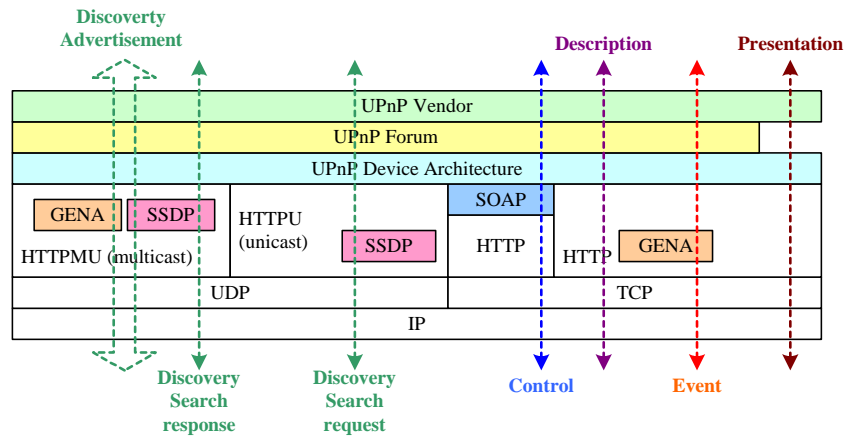 Discoverty
Advertisement
Description
Presentation
UPnP Vendor
UPnP Forum
UPnP Device Architecture
GENA
SSDP
HTTPMU (multicast)
HTTPU
(unicast)
SSDP
SOAP
HTTP
HTTP
GENA
UDP
TCP
IP
Discovery
Search
response
Discovery
Search
request
Control
Event